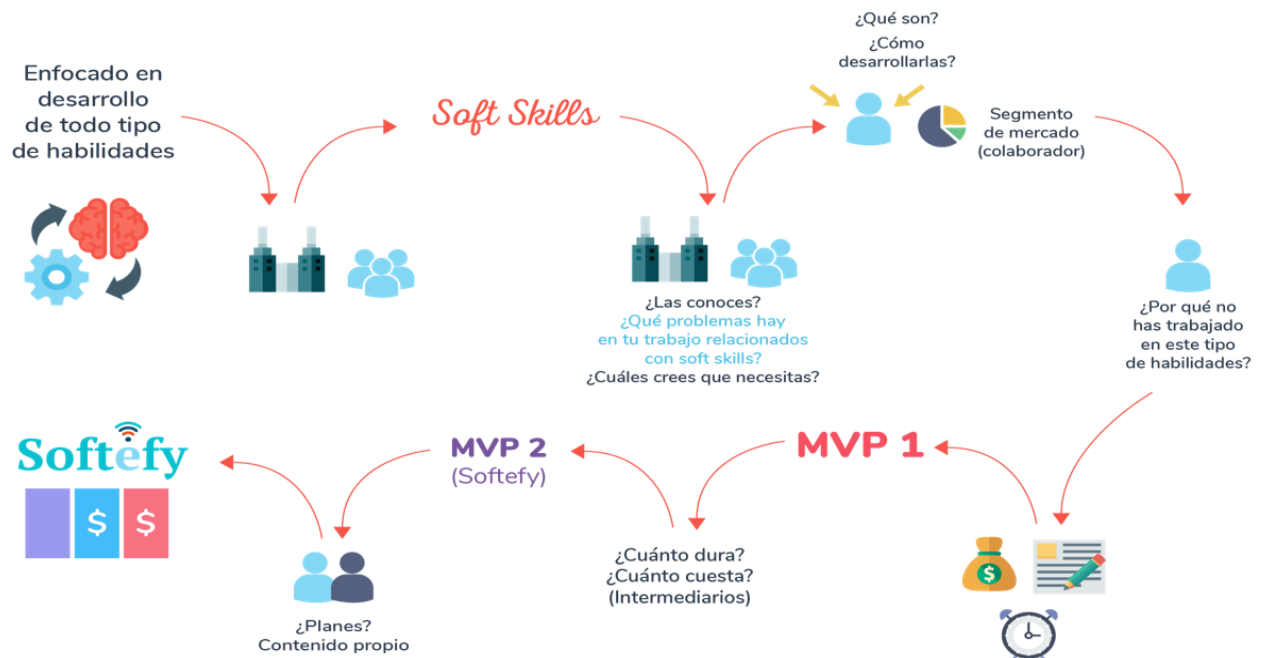 Enfocado en
desarrollo
de todo tipo
de habilidades
Soft Skills
¿Las conoces?
¿Qué problemas hay
en tu trabajo relacionados
con soft skills?
¿Cuáles crees que necesitas?
¿Qué son?
¿Cómo
desarrollarlas?
Segmento
de mercado
(colaborador)
¿Por qué no
has trabajado
en este tipo
de habilidades?
$
MVP 1
¿Cuánto dura?
¿Cuánto cuesta?
(Intermediarios)
MVP 2
(Softefy)
¿Planes?
Contenido propio
Softefy
$ $